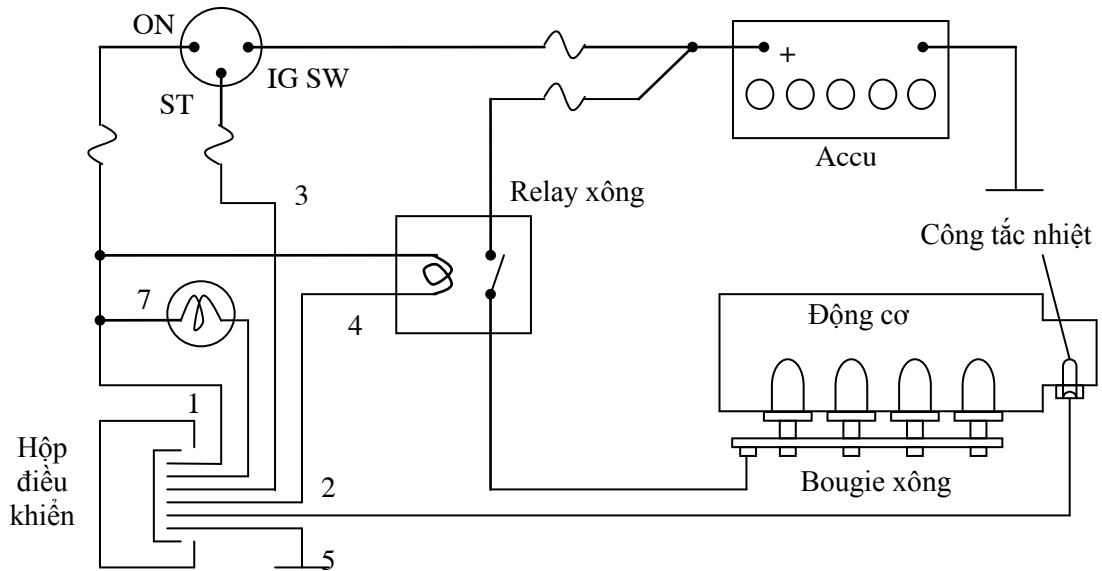 ON
IG SW
ST
+
Accu
3
Relay xông
Công tắc nhiệt
7
4
Động cơ
1
Hộp
điều
khiển
2
Bougie xông
5